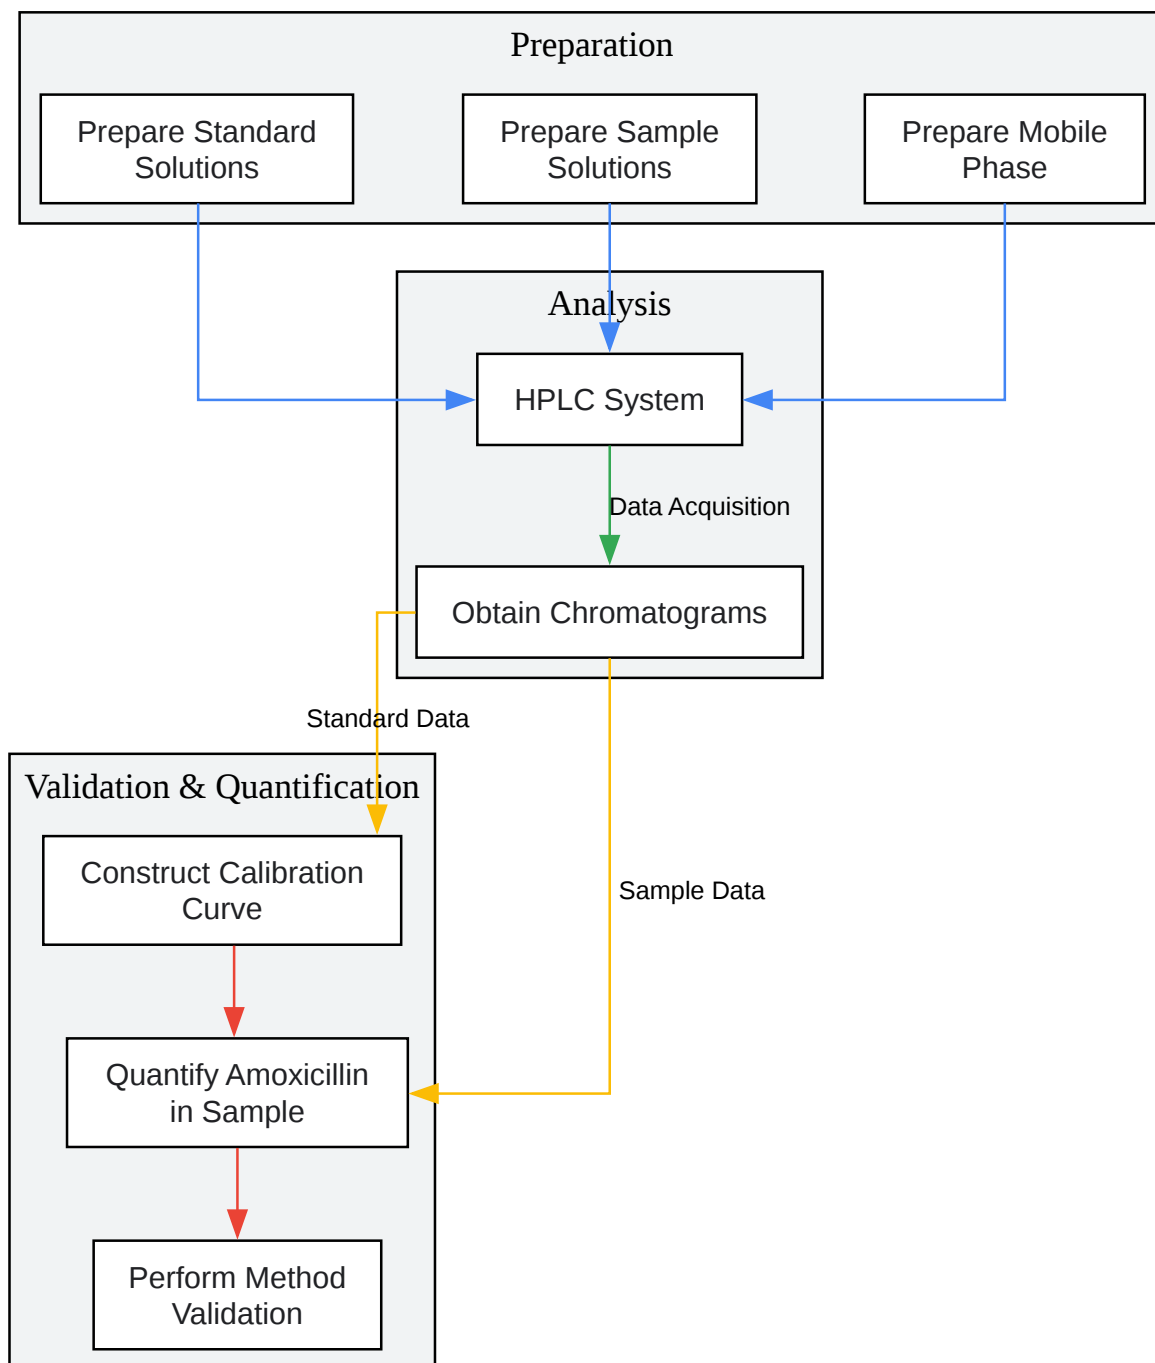 Preparation
Prepare Standard
Solutions
Prepare Sample
Solutions
Prepare Mobile
Phase
Analysis
HPLC System
Data Acquisition
Obtain Chromatograms
Standard Data
Validation & Quantification
Construct Calibration
Curve
Sample Data
Quantify Amoxicillin
in Sample
Perform Method
Validation